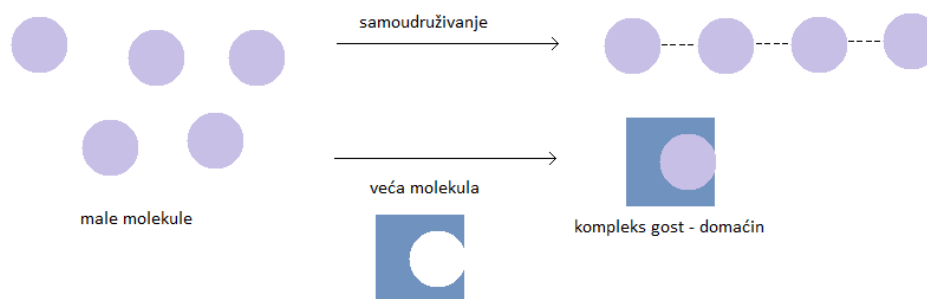 samoudruživanje
veća molekula
male molekule
kompleks gost - domaćin